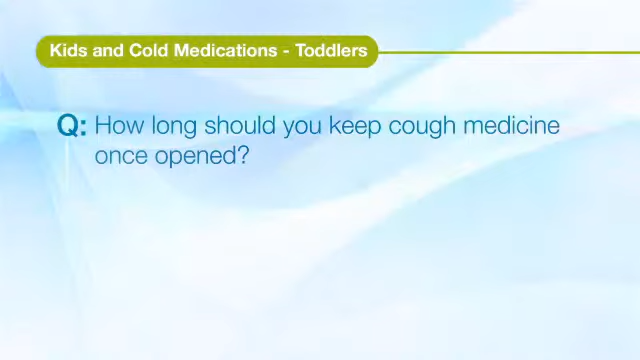 Kids and Cold Medications - Toddlers
Q: How long should you keep cough medicine
once opened?